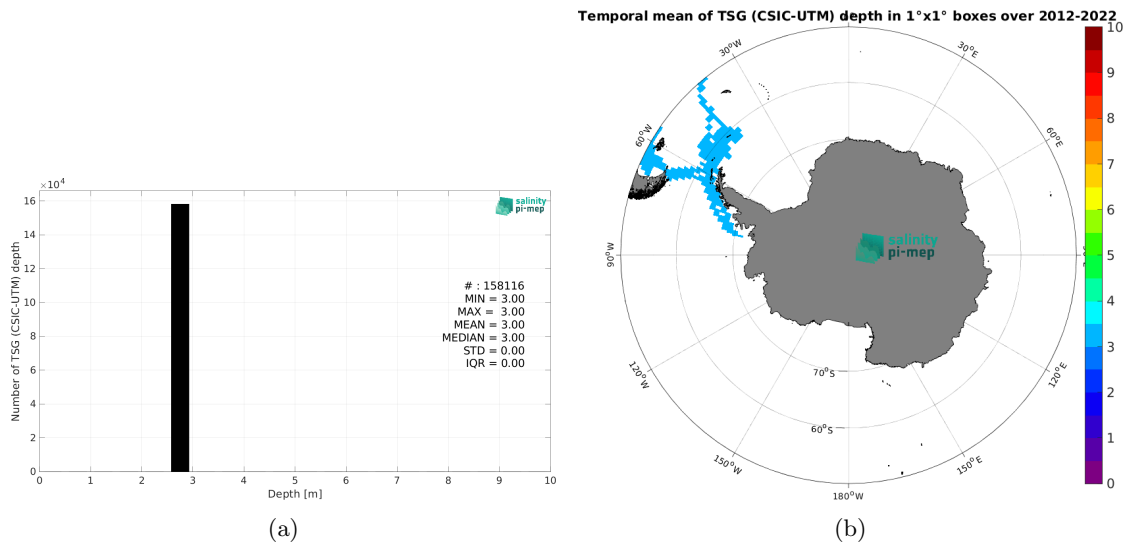 ×10⁴
16
14
12
10
8
6
4
2
0
Number of TSG (CSIC-UTM) depth
salinity
pi-mep
# : 158116
MIN = 3.00
MAX = 3.00
MEAN = 3.00
MEDIAN = 3.00
STD = 0.00
IQR = 0.00
0 1 2 3 4 5 6 7 8 9 10
Depth [m]
(a)
Temporal mean of TSG (CSIC-UTM) depth in 1°x1° boxes over 2012-2022
30°W
30°E
60°W
60°E
90°W
120°W
120°E
150°W
150°E
180°W
70°S
60°S
salinity
pi-mep
10
9
8
7
6
5
4
3
2
1
0
(b)